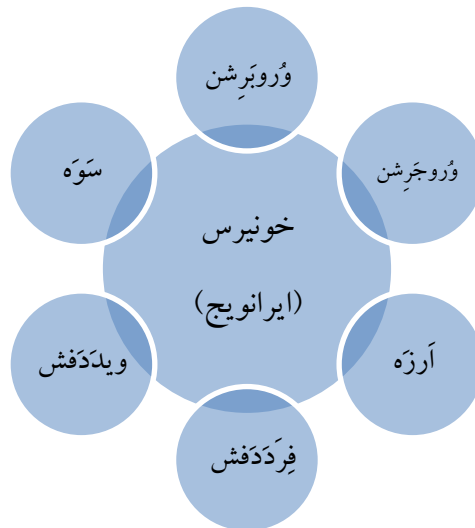 وُروبَرِشن
وُروجَرِشن
سَوَه
خونیرس
(ایرانویج)
اَرزَه
ویدَدَفش
فِرَدَدَفش